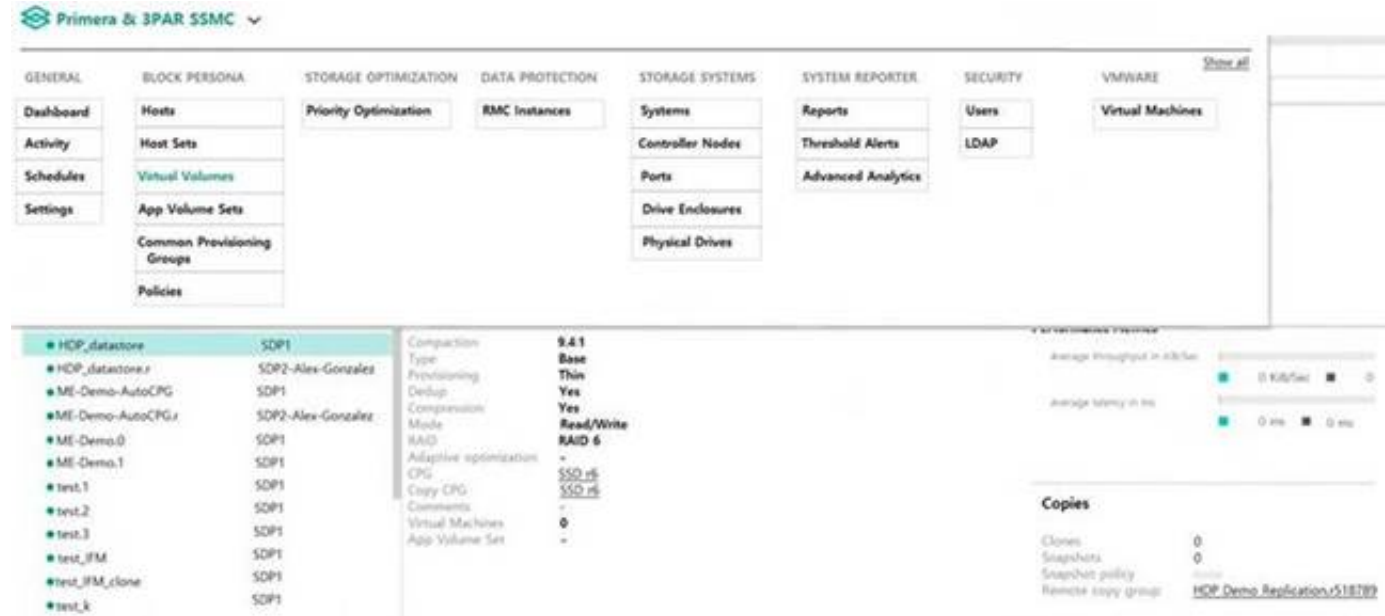 Primera & 3PAR SSMC
Show all
GENERAL
Dashboard
Activity
Schedules
Settings
BLOCK PERSONA
Hosts
Host Sets
Virtual Volumes
App Volume Sets
Common Provisioning
Groups
Policies
STORAGE OPTIMIZATION
Priority Optimization
DATA PROTECTION
RMC Instances
STORAGE SYSTEMS
Systems
Controller Nodes
Ports
Drive Enclosures
Physical Drives
SYSTEM REPORTER
Reports
Threshold Alerts
Advanced Analytics
SECURITY
Users
LDAP
VMWARE
Virtual Machines
HDP_datastore SDP1
HDP_datastore.r SDP2-Alex-Gonzalez
ME-Demo-AutoCPG SDP1
ME-Demo-AutoCPG.r SDP2-Alex-Gonzalez
ME-Demo.0 SDP1
ME-Demo.1 SDP1
test.1 SDP1
test.2 SDP1
test.3 SDP1
test_IFM SDP1
test_IFM_clone SDP1
test_k SDP1
Compaction 9.4:1
Type Base
Provisioning Thin
Dedup Yes
Compression Yes
Mode Read/Write
RAID RAID 6
Adaptive optimization -
CPG SSD r6
Copy CPG SSD r6
Comments -
Virtual Machines 0
App Volume Set -
Performance Metrics
Average throughput in KiB/Sec
0 KiB/Sec 0
Average latency in ms
0 ms 0 ms
Copies
Clones 0
Snapshots 0
Snapshot policy
Remote copy group HDP_Demo_Replication.r518789